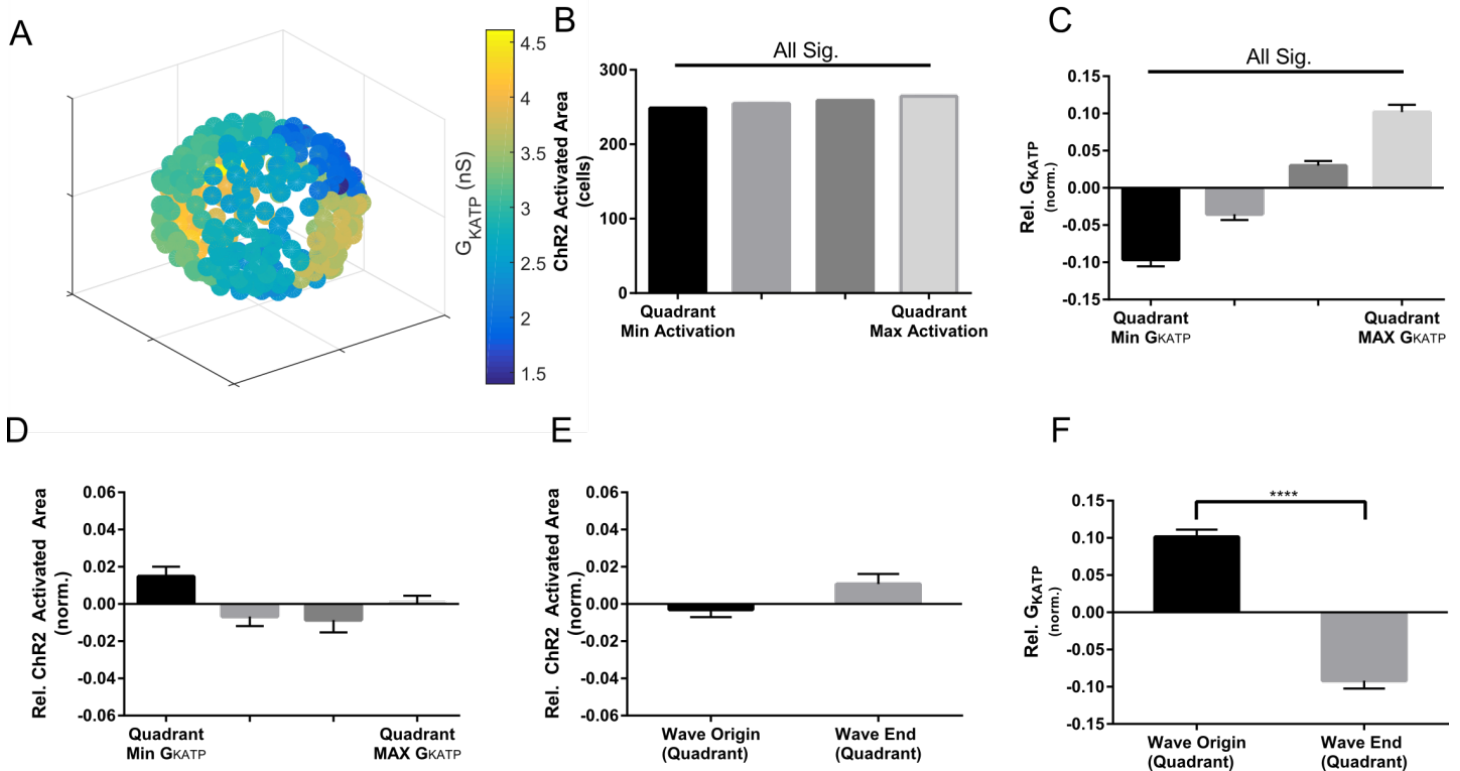 A
4.5
4
3.5
3
2.5
2
1.5
GKATP (nS)
B
All Sig.
ChR2 Activated Area
(cells)
300
200
100
0
Quadrant
Min Activation
Quadrant
Max Activation
C
All Sig.
Rel. GKATP
(norm.)
0.15
0.10
0.05
0.00
-0.05
-0.10
-0.15
Quadrant
Min GKATP
Quadrant
MAX GKATP
D
Rel. ChR2 Activated Area
(norm.)
0.06
0.04
0.02
0.00
-0.02
-0.04
-0.06
Quadrant
Min GKATP
Quadrant
MAX GKATP
E
Rel. ChR2 Activated Area
(norm.)
0.06
0.04
0.02
0.00
-0.02
-0.04
-0.06
Wave Origin
(Quadrant)
Wave End
(Quadrant)
F
****
Rel. GKATP
(norm.)
0.15
0.10
0.05
0.00
-0.05
-0.10
-0.15
Wave Origin
(Quadrant)
Wave End
(Quadrant)